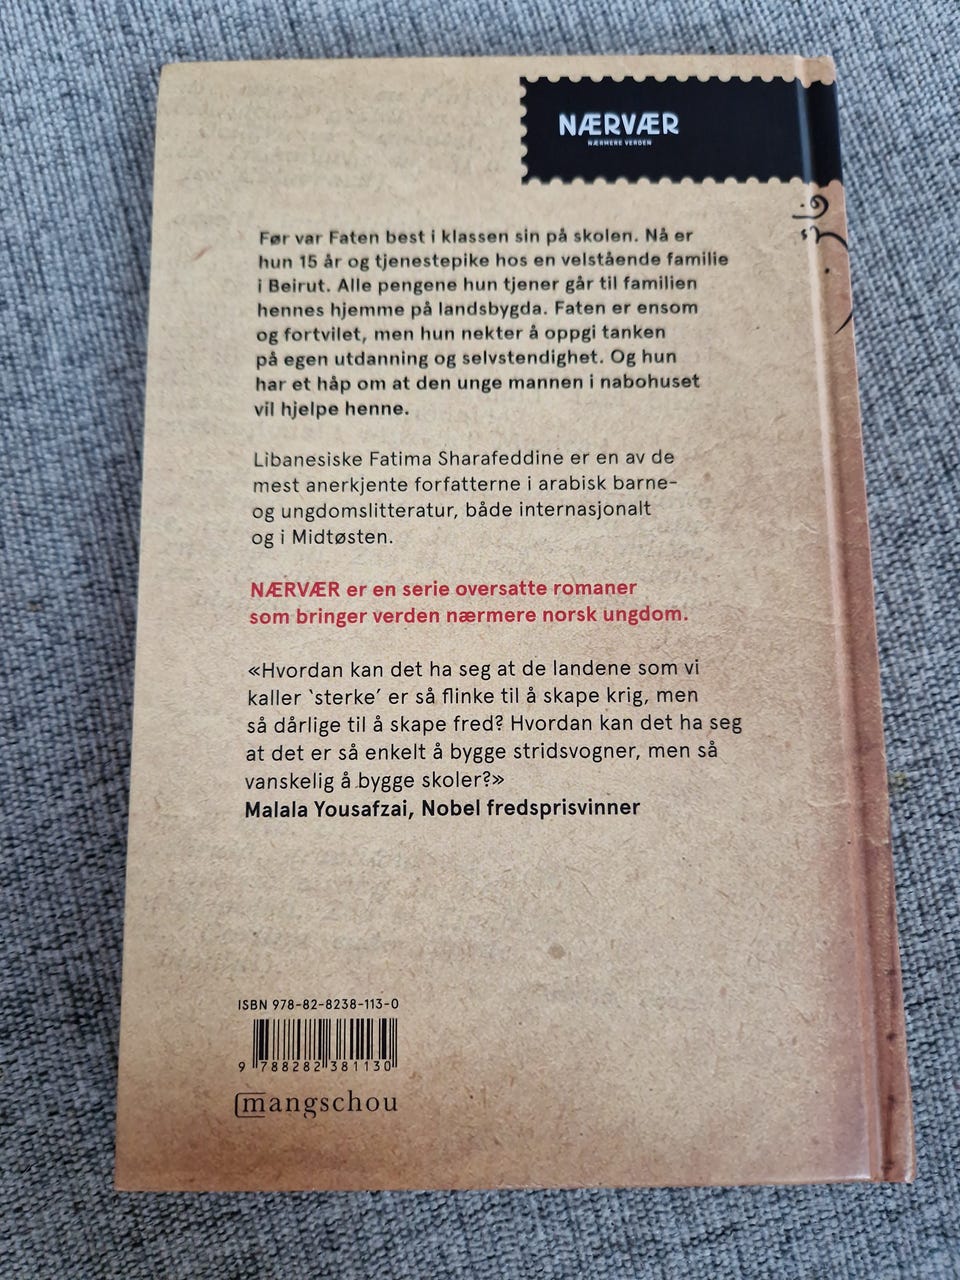 NÆRVÆR
NÆRMERE VERDEN
Før var Faten best i klassen sin på skolen. Nå er
hun 15 år og tjenestepike hos en velstående familie
i Beirut. Alle pengene hun tjener går til familien
hennes hjemme på landsbygda. Faten er ensom
og fortvilet, men hun nekter å oppgi tanken
på egen utdanning og selvstendighet. Og hun
har et håp om at den unge mannen i nabohuset
vil hjelpe henne.
Libanesiske Fatima Sharafeddine er en av de
mest anerkjente forfatterne i arabisk barne-
og ungdomslitteratur, både internasjonalt
og i Midtøsten.
NÆRVÆR er en serie oversatte romaner
som bringer verden nærmere norsk ungdom.
«Hvordan kan det ha seg at de landene som vi
kaller ‘sterke’ er så flinke til å skape krig, men
så dårlige til å skape fred? Hvordan kan det ha seg
at det er så enkelt å bygge stridsvogner, men så
vanskelig å bygge skoler?»
Malala Yousafzai, Nobel fredsprisvinner
ISBN 978-82-8238-113-0
9 788282 381130
mangschou